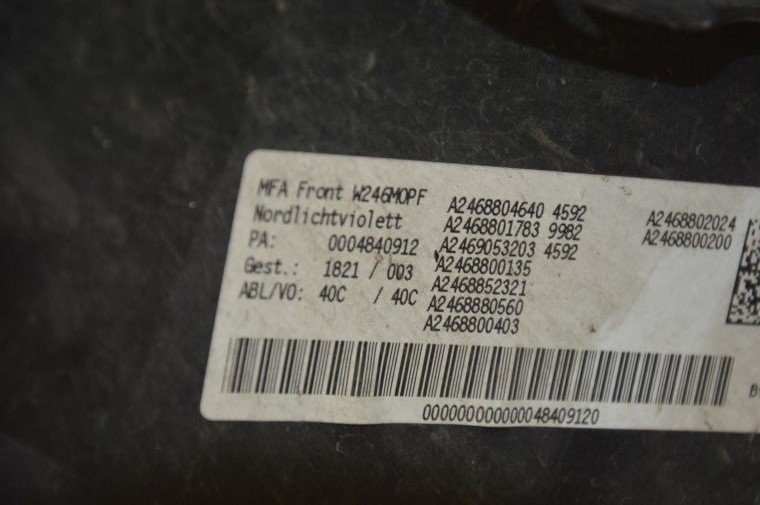 MFA Front W246MOPF
Nordlichtviolett
PA: 0004840912
Gest.: 1821 / 003
ABL/VO: 40C / 40C
A2468804640 4592
A2468801783 9982
A2469053203 4592
A2468800135
A2468852321
A2468880560
A2468800403
A2468802024
A2468800200
000000000000048409120